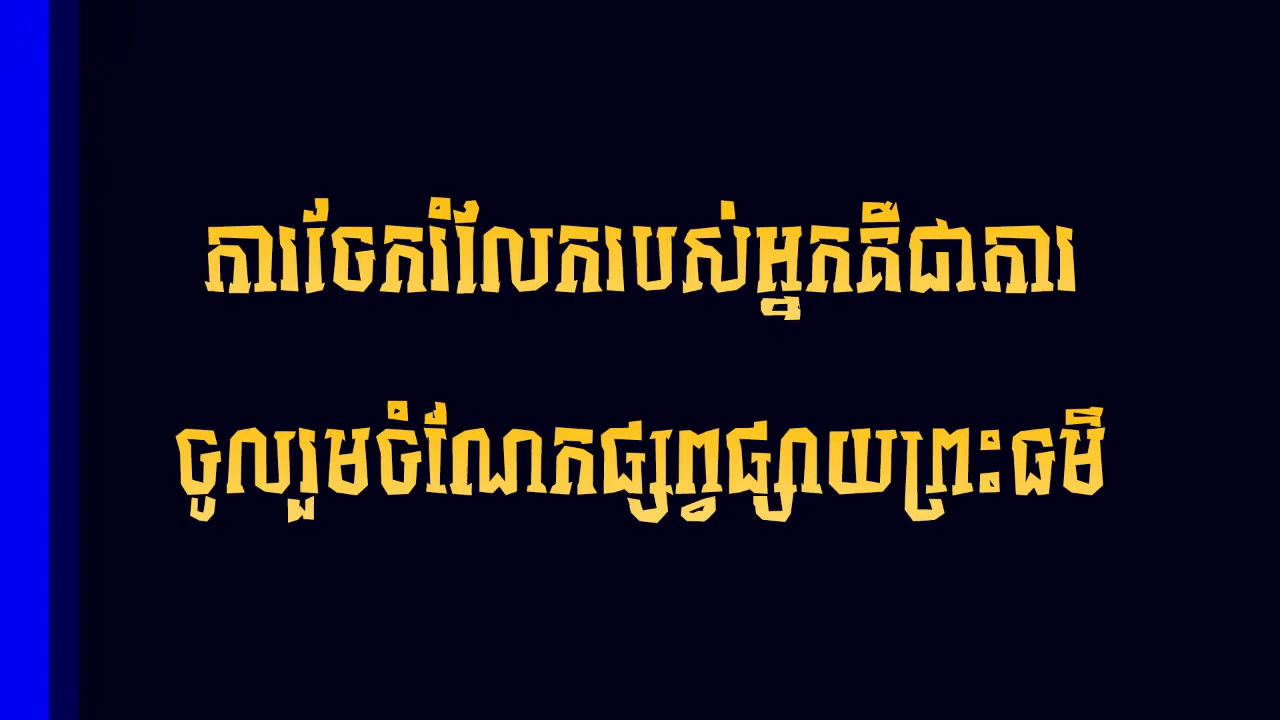 ការចែករំលែករបស់អ្នកគឺជាការ
ចូលរួមចំណែកផ្សព្វផ្សាយព្រះធម៌